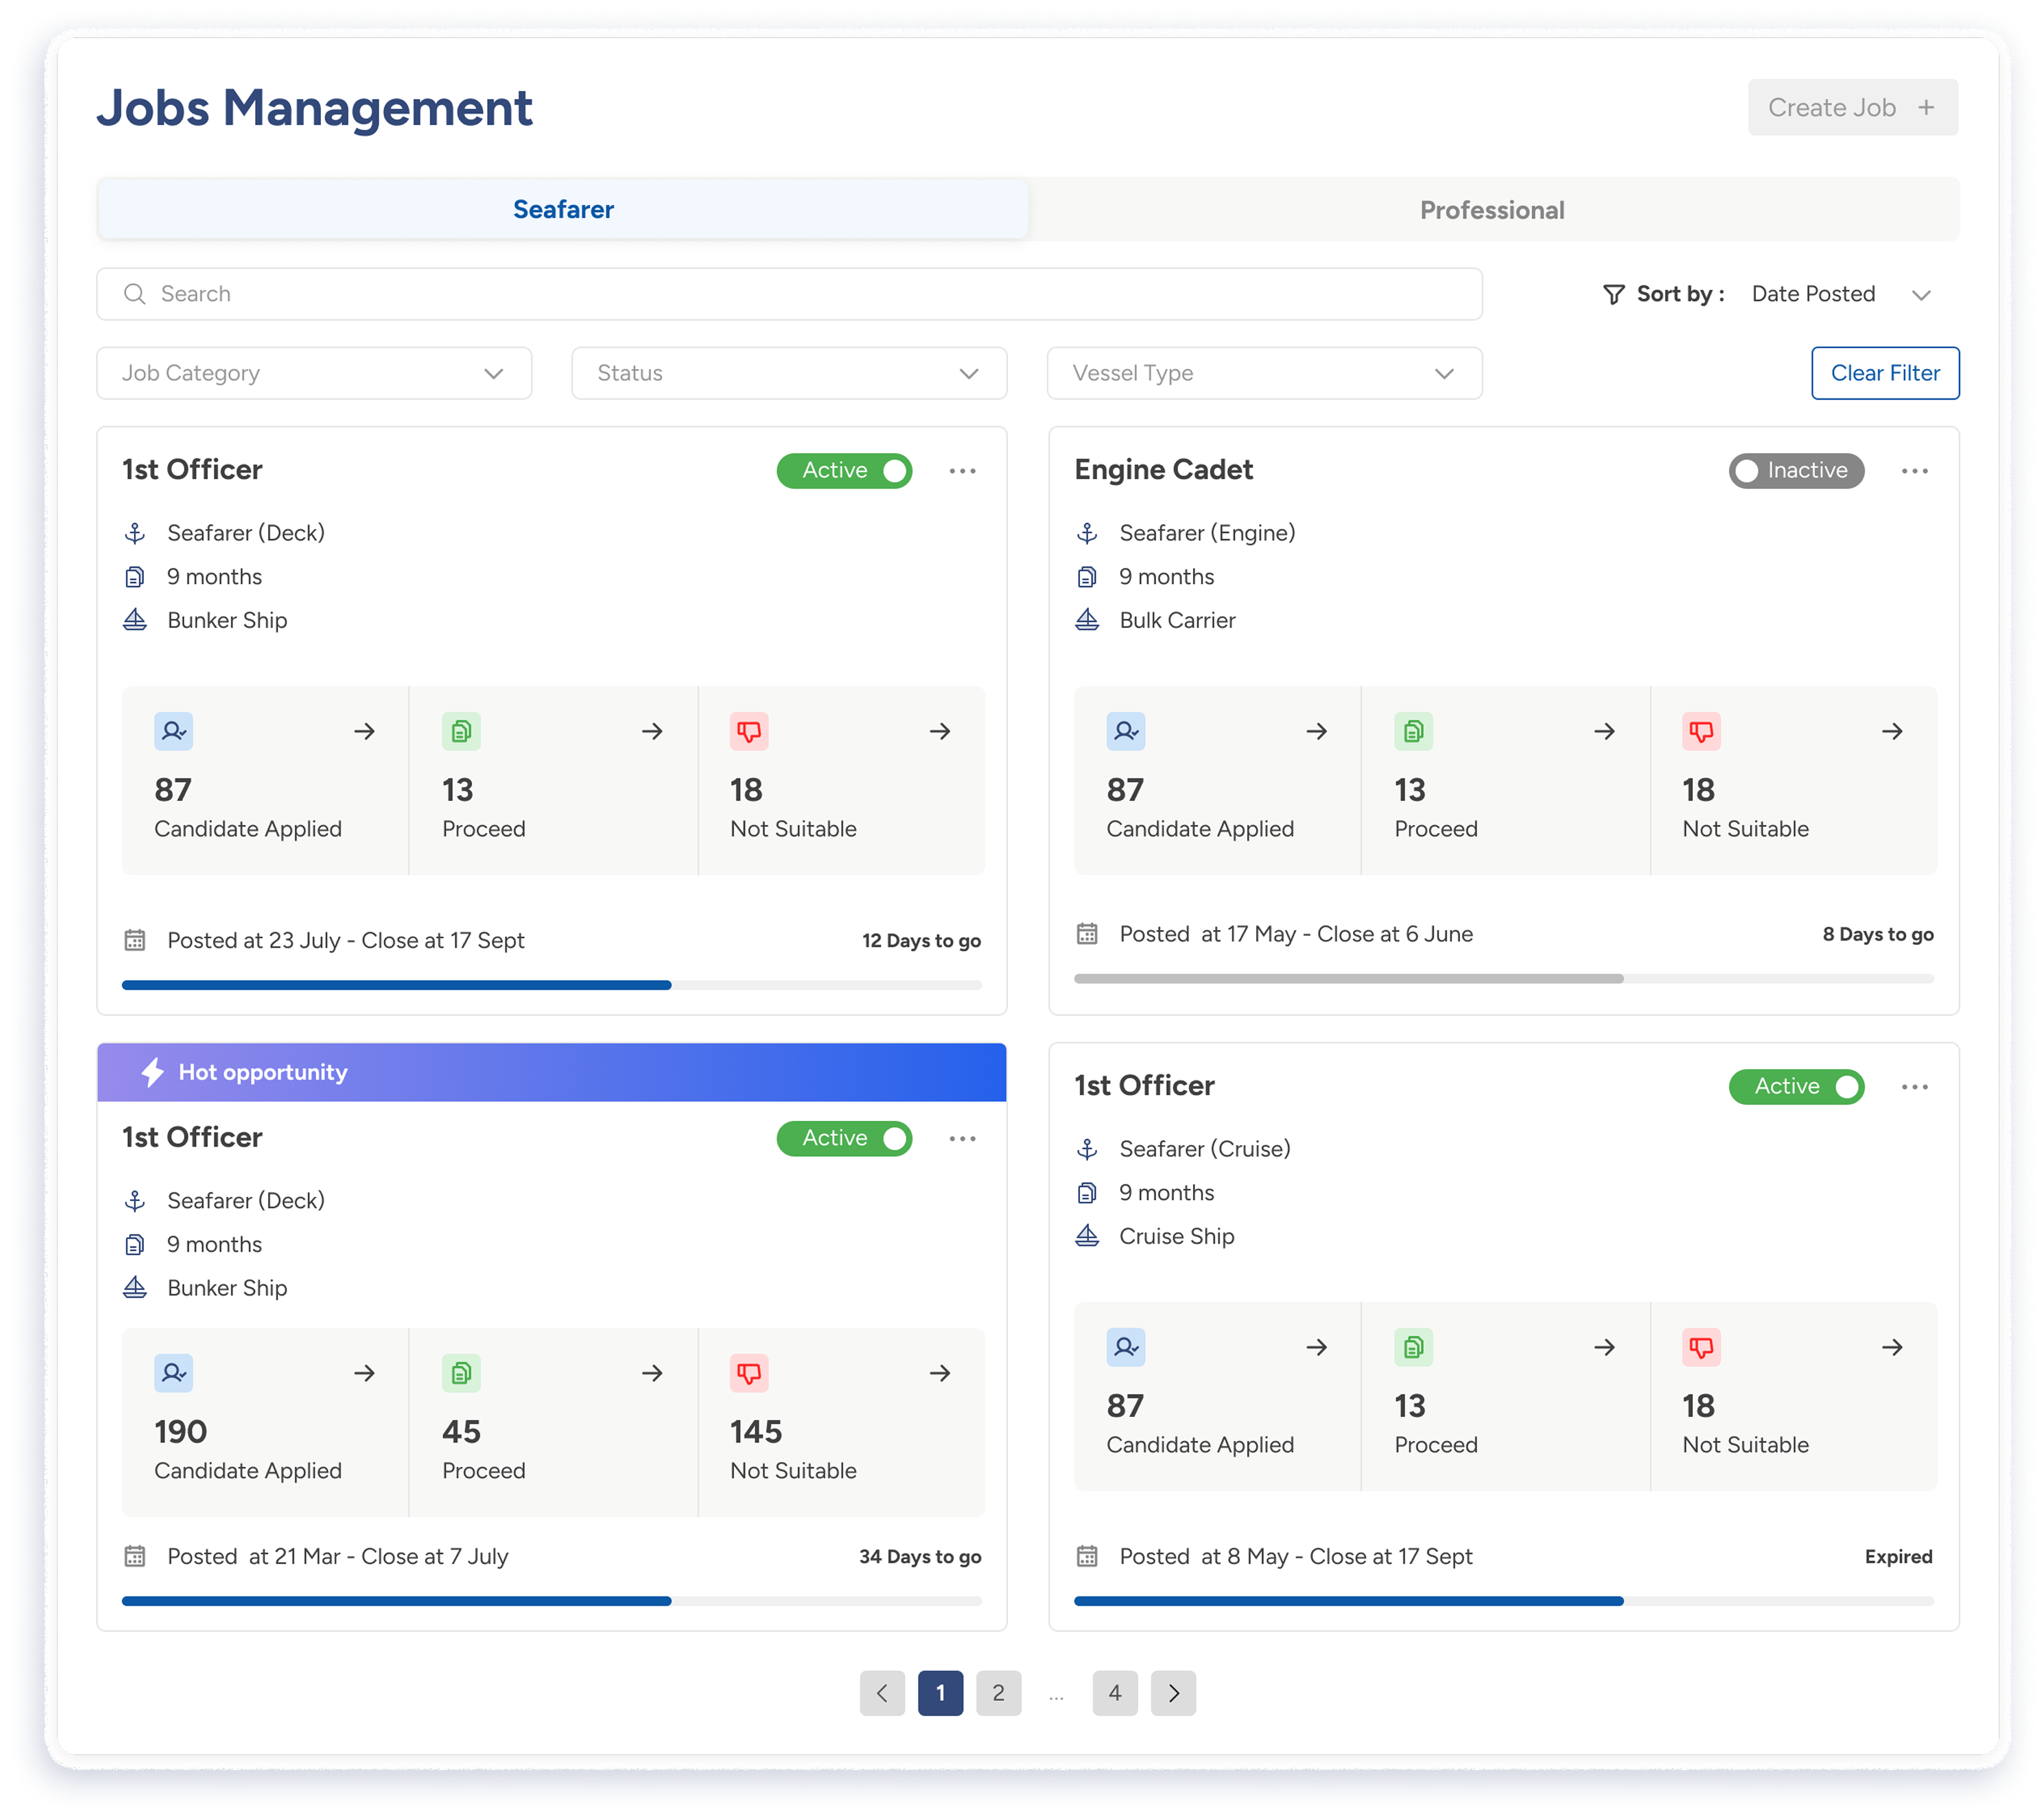 Jobs Management
Create Job +
Seafarer
Professional
Search
Sort by : Date Posted
Job Category
Status
Vessel Type
Clear Filter
1st Officer
Active
Seafarer (Deck)
9 months
Bunker Ship
87
Candidate Applied
13
Proceed
18
Not Suitable
Posted at 23 July - Close at 17 Sept
12 Days to go
Engine Cadet
Inactive
Seafarer (Engine)
9 months
Bulk Carrier
87
Candidate Applied
13
Proceed
18
Not Suitable
Posted  at 17 May - Close at 6 June
8 Days to go
Hot opportunity
1st Officer
Active
Seafarer (Deck)
9 months
Bunker Ship
190
Candidate Applied
45
Proceed
145
Not Suitable
Posted  at 21 Mar - Close at 7 July
34 Days to go
1st Officer
Active
Seafarer (Cruise)
9 months
Cruise Ship
87
Candidate Applied
13
Proceed
18
Not Suitable
Posted  at 8 May - Close at 17 Sept
Expired
1 2 ... 4